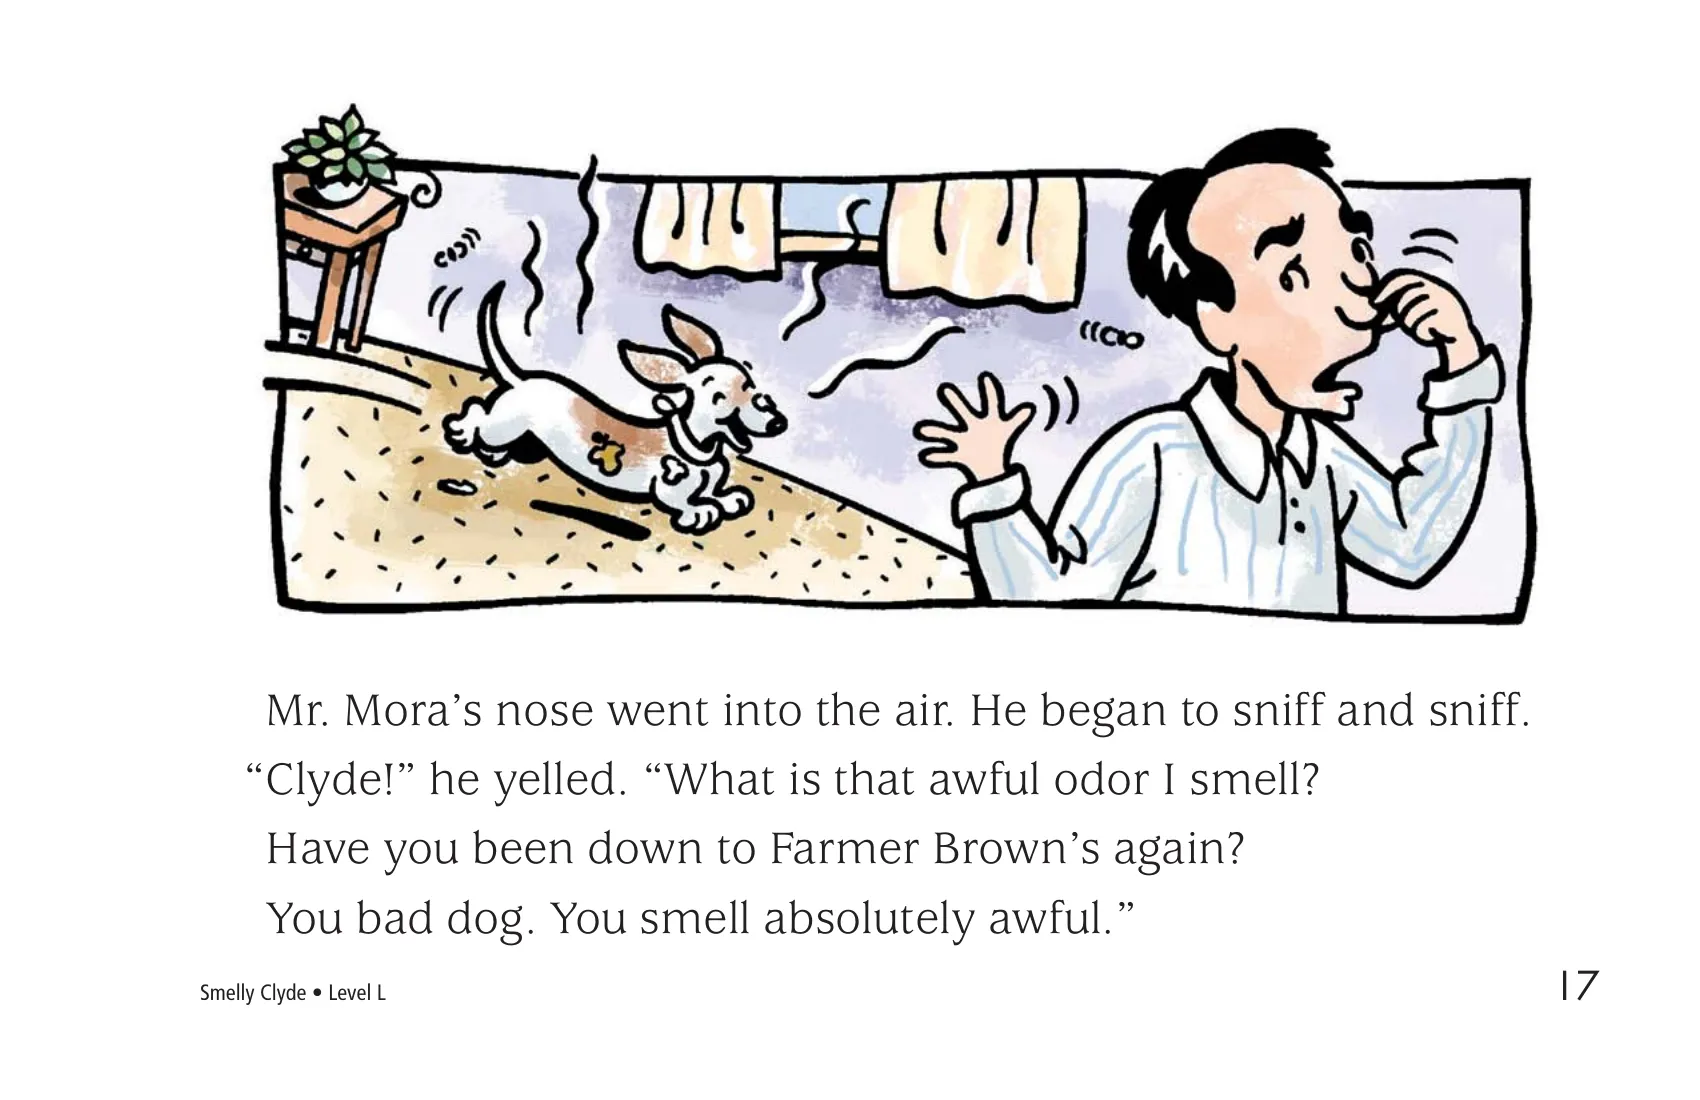 Mr. Mora’s nose went into the air. He began to sniff and sniff.
“Clyde!” he yelled. “What is that awful odor I smell?
Have you been down to Farmer Brown’s again?
You bad dog. You smell absolutely awful.”
Smelly Clyde • Level L
17